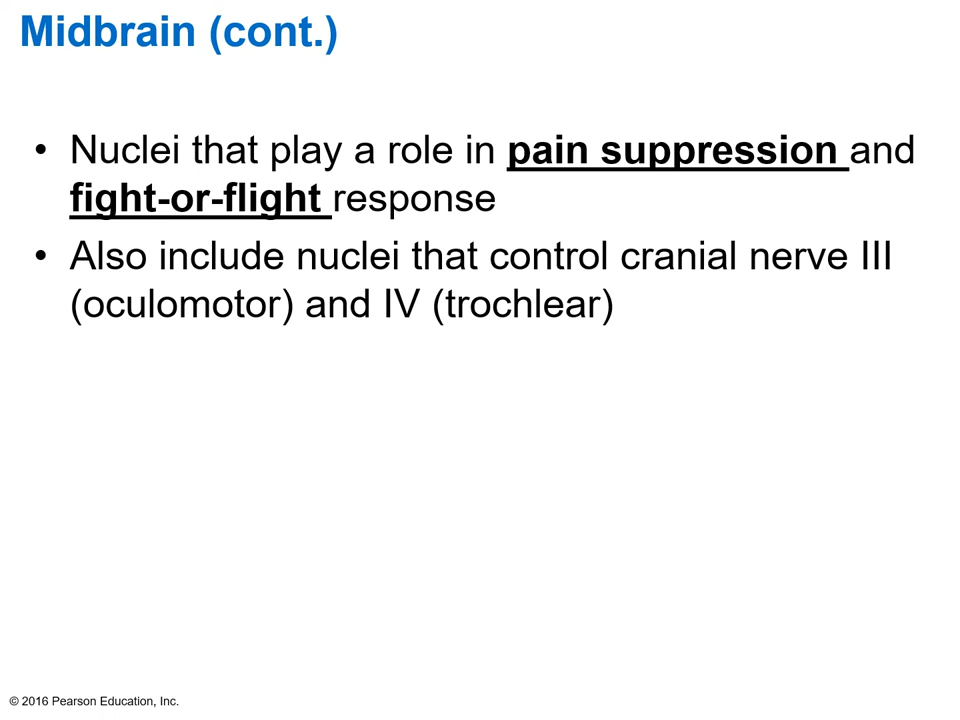 Midbrain (cont.)
• Nuclei that play a role in pain suppression and
fight-or-flight response
• Also include nuclei that control cranial nerve III
(oculomotor) and IV (trochlear)
© 2016 Pearson Education, Inc.